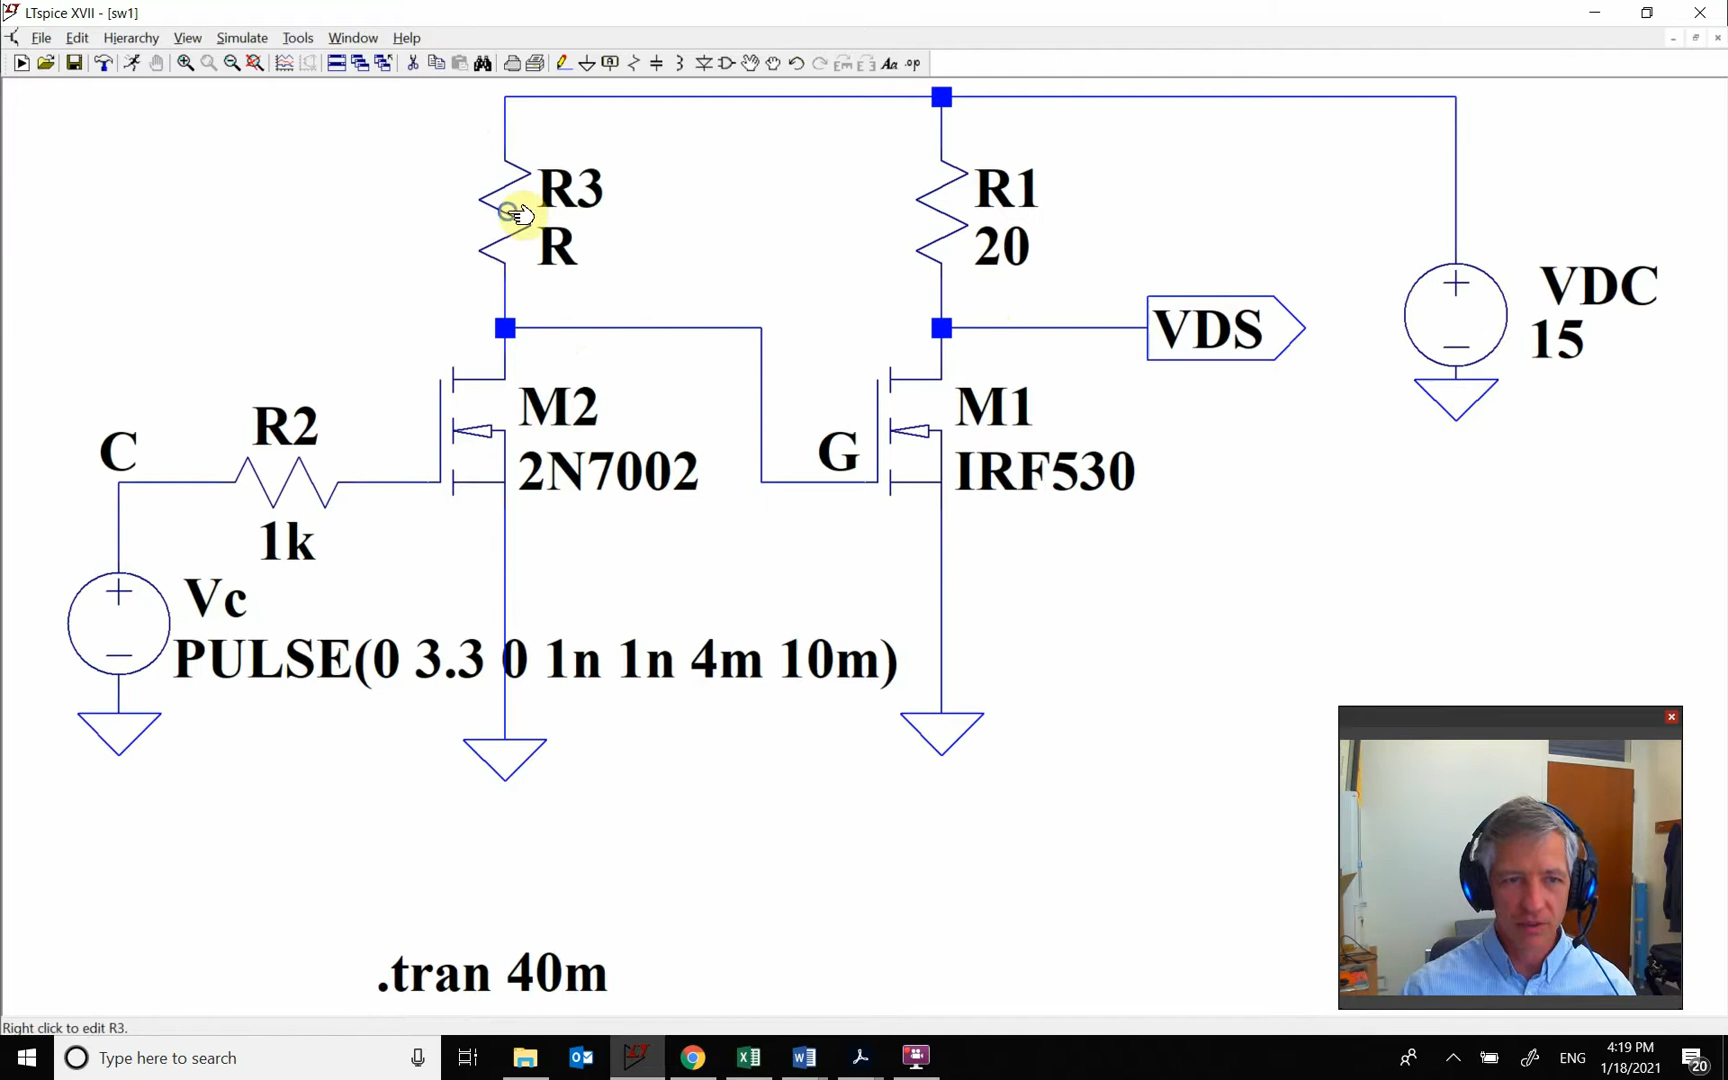 LTspice XVII - [sw1]
File Edit Hierarchy View Simulate Tools Window Help
Aa .op
R3
R
R1
20
VDC
15
VDS
C
R2
1k
M2
2N7002
G
M1
IRF530
Vc
PULSE(0 3.3 0 1n 1n 4m 10m)
.tran 40m
Right click to edit R3.
Type here to search
ENG
4:19 PM
1/18/2021
20